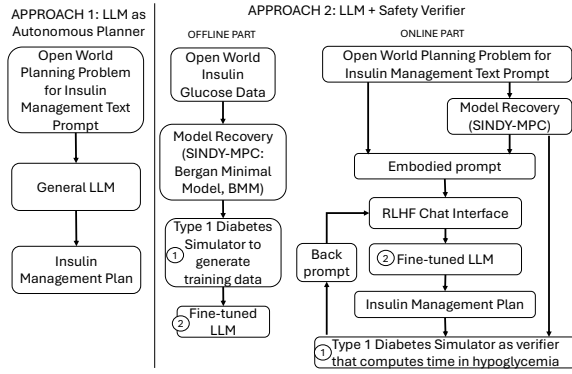 APPROACH 1: LLM as
Autonomous Planner
Open World
Planning Problem
for Insulin
Management Text
Prompt
General LLM
Insulin
Management Plan
APPROACH 2: LLM + Safety Verifier
OFFLINE PART
Open World
Insulin
Glucose Data
Model Recovery
(SINDY-MPC:
Bergan Minimal
Model, BMM)
Type 1 Diabetes
1 Simulator to
generate
training data
2 Fine-tuned
LLM
ONLINE PART
Open World Planning Problem for
Insulin Management Text Prompt
Model Recovery
(SINDY-MPC)
Embodied prompt
RLHF Chat Interface
Back
prompt
2 Fine-tuned LLM
Insulin Management Plan
1 Type 1 Diabetes Simulator as verifier
that computes time in hypoglycemia